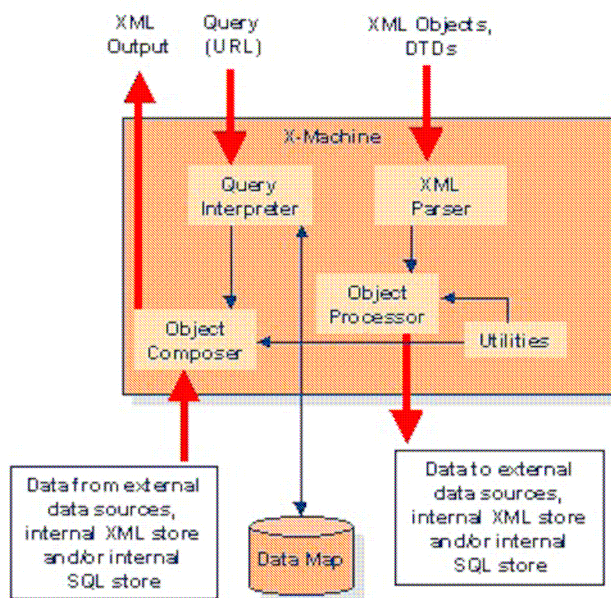 XML
Output
Query
(URL)
XML Objects,
DTDs
X-Machine
Query
Interpreter
XML
Parser
Object
Processor
Object
Composer
Utilities
Data from external
data sources,
internal XML store
and/or internal
SQL store
Data Map
Data to external
data sources,
internal XML store
and/or internal
SQL store